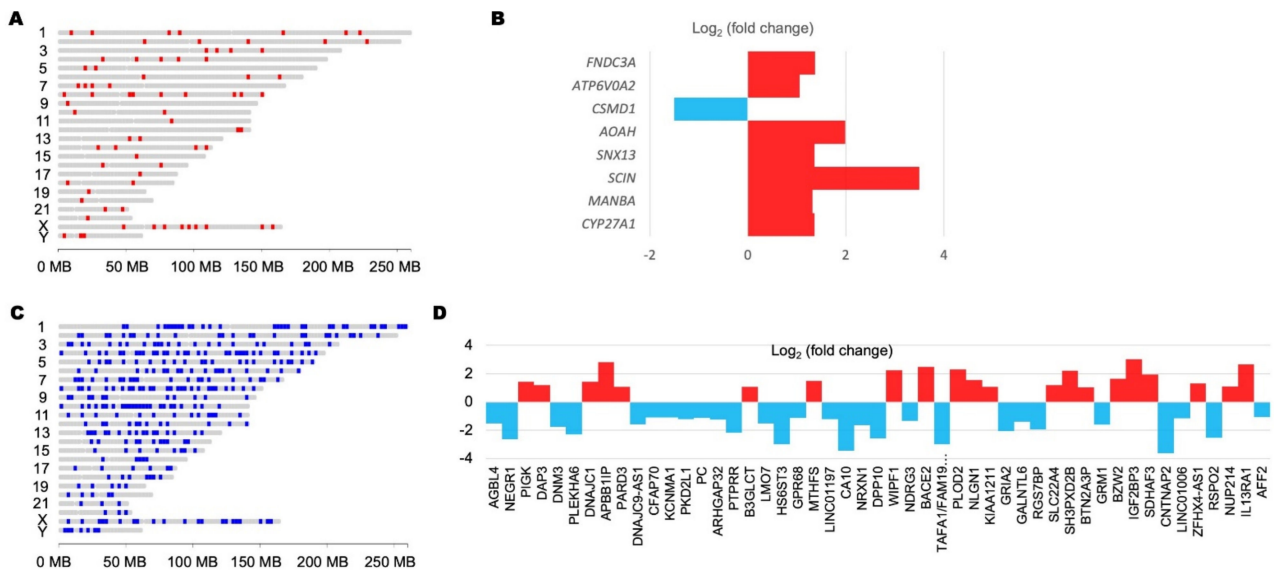 A
1
3
5
7
9
11
13
15
17
19
21
X
Y
0 MB 50 MB 100 MB 150 MB 200 MB 250 MB
B
Log2 (fold change)
FNDC3A
ATP6V0A2
CSMD1
AOAH
SNX13
SCIN
MANBA
CYP27A1
-2 0 2 4
C
1
3
5
7
9
11
13
15
17
19
21
X
Y
0 MB 50 MB 100 MB 150 MB 200 MB 250 MB
D
Log2 (fold change)
4
2
0
-2
-4
AGBL4
NEGR1
PIGK
DAP3
DNM3
PLEKHA6
DNAJC1
APBB1IP
PARD3
DNAJC9-AS1
CFAP70
KCNMA1
PKD2L1
PC
ARHGAP32
PTPRR
B3GLCT
LMO7
HS6ST3
GPR68
MTHFS
LINC01197
CA10
NRXN1
DPP10
WIPF1
NDRG3
BACE2
TAFA1/FAM19…
PLOD2
NLGN1
KIAA1211
GRIA2
GALNTL6
RGS7BP
SLC22A4
SH3PXD2B
BTN2A3P
GRM1
BZW2
IGF2BP3
SDHAF3
CNTNAP2
LINC01006
ZFHX4-AS1
RSPO2
NUP214
IL13RA1
AFF2